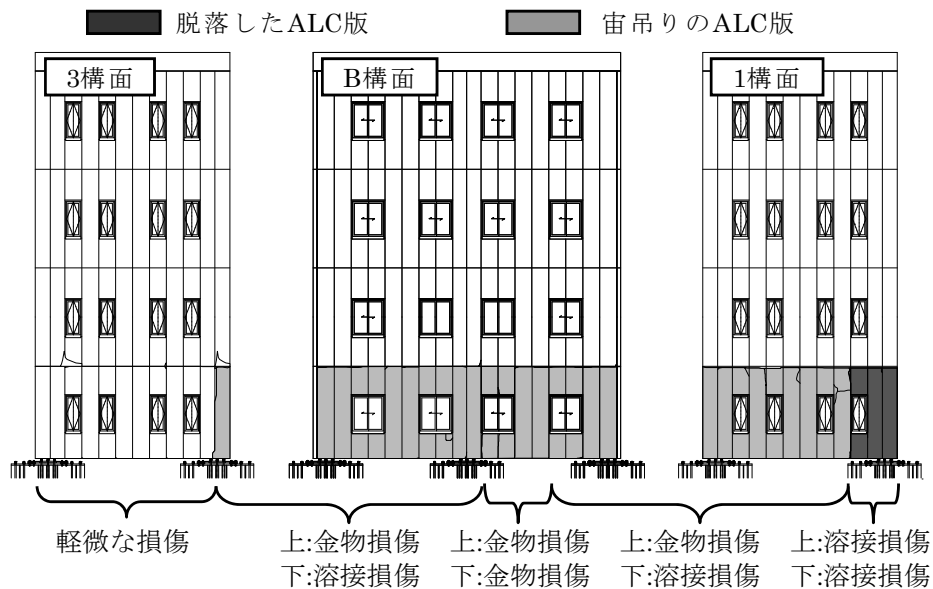 脱落したALC版
宙吊りのALC版
3構面
B構面
1構面
軽微な損傷
上:金物損傷
下:溶接損傷
上:金物損傷
下:金物損傷
上:金物損傷
下:溶接損傷
上:溶接損傷
下:溶接損傷